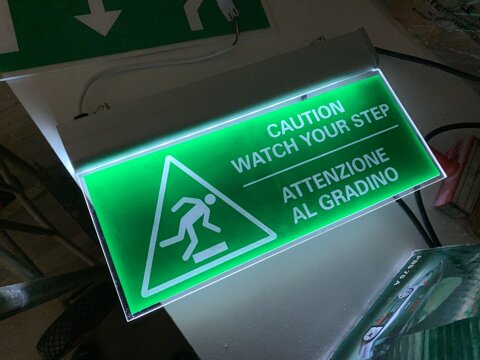 CAUTION
WATCH YOUR STEP
ATTENZIONE
AL GRADINO